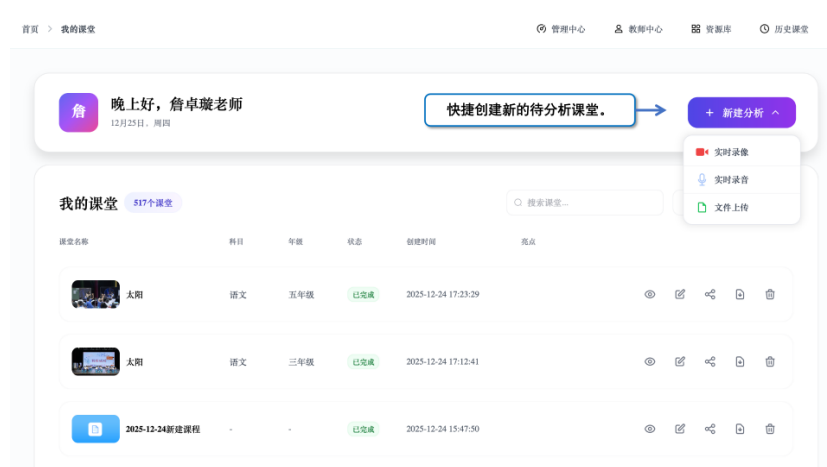 首页 > 我的课堂
管理中心
教师中心
资源库
历史课堂
詹
晚上好，詹卓璇老师
12月25日，周四
快捷创建新的待分析课堂。
+ 新建分析
实时录像
实时录音
文件上传
我的课堂
517个课堂
搜索课堂...
课堂名称 科目 年级 状态 创建时间 亮点
太阳 语文 五年级 已完成 2025-12-24 17:23:29
太阳 语文 三年级 已完成 2025-12-24 17:12:41
2025-12-24新建课程 - - 已完成 2025-12-24 15:47:50